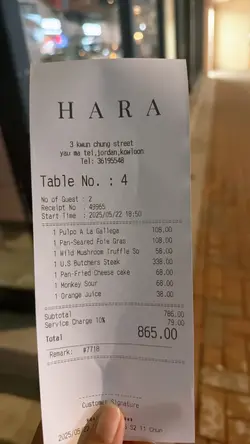 HARA
3 kwun chung street
yau ma tei,jordan,kowloon
Tel: 36195548
Table No. : 4
No of Guest : 2
Receipt No : 49965
Start Time : 2025/05/22 18:50
1 Pulpo A La Gallega 108.00
1 Pan-Seared Foie Gras 108.00
1 Wild Mushroom Truffle So 58.00
1 U.S Butchers Steak 338.00
1 Pan-Fried Cheese cake 68.00
1 Monkey Sour 68.00
1 Orange Juice 38.00
Subtotal 786.00
Service Charge 10% 79.00
Total 865.00
Remark: #7718
Customer Signature
2025/05/22